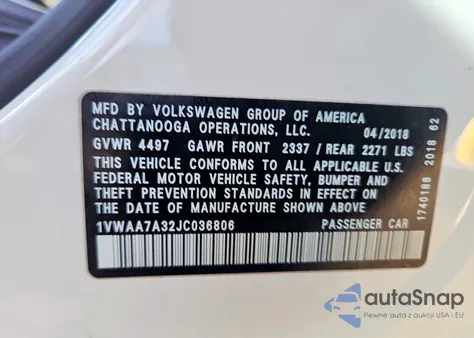 MFD BY VOLKSWAGEN GROUP OF AMERICA
CHATTANOOGA OPERATIONS, LLC. 04/2018
GVWR 4497 GAWR FRONT 2337 / REAR 2271 LBS
THIS VEHICLE CONFORMS TO ALL APPLICABLE U.S.
FEDERAL MOTOR VEHICLE SAFETY, BUMPER AND
THEFT PREVENTION STANDARDS IN EFFECT ON
THE DATE OF MANUFACTURE SHOWN ABOVE.
1VWAA7A32JC036806 PASSENGER CAR
1740188 2018 62
autoSnap
Pewne auta z aukcji USA i EU